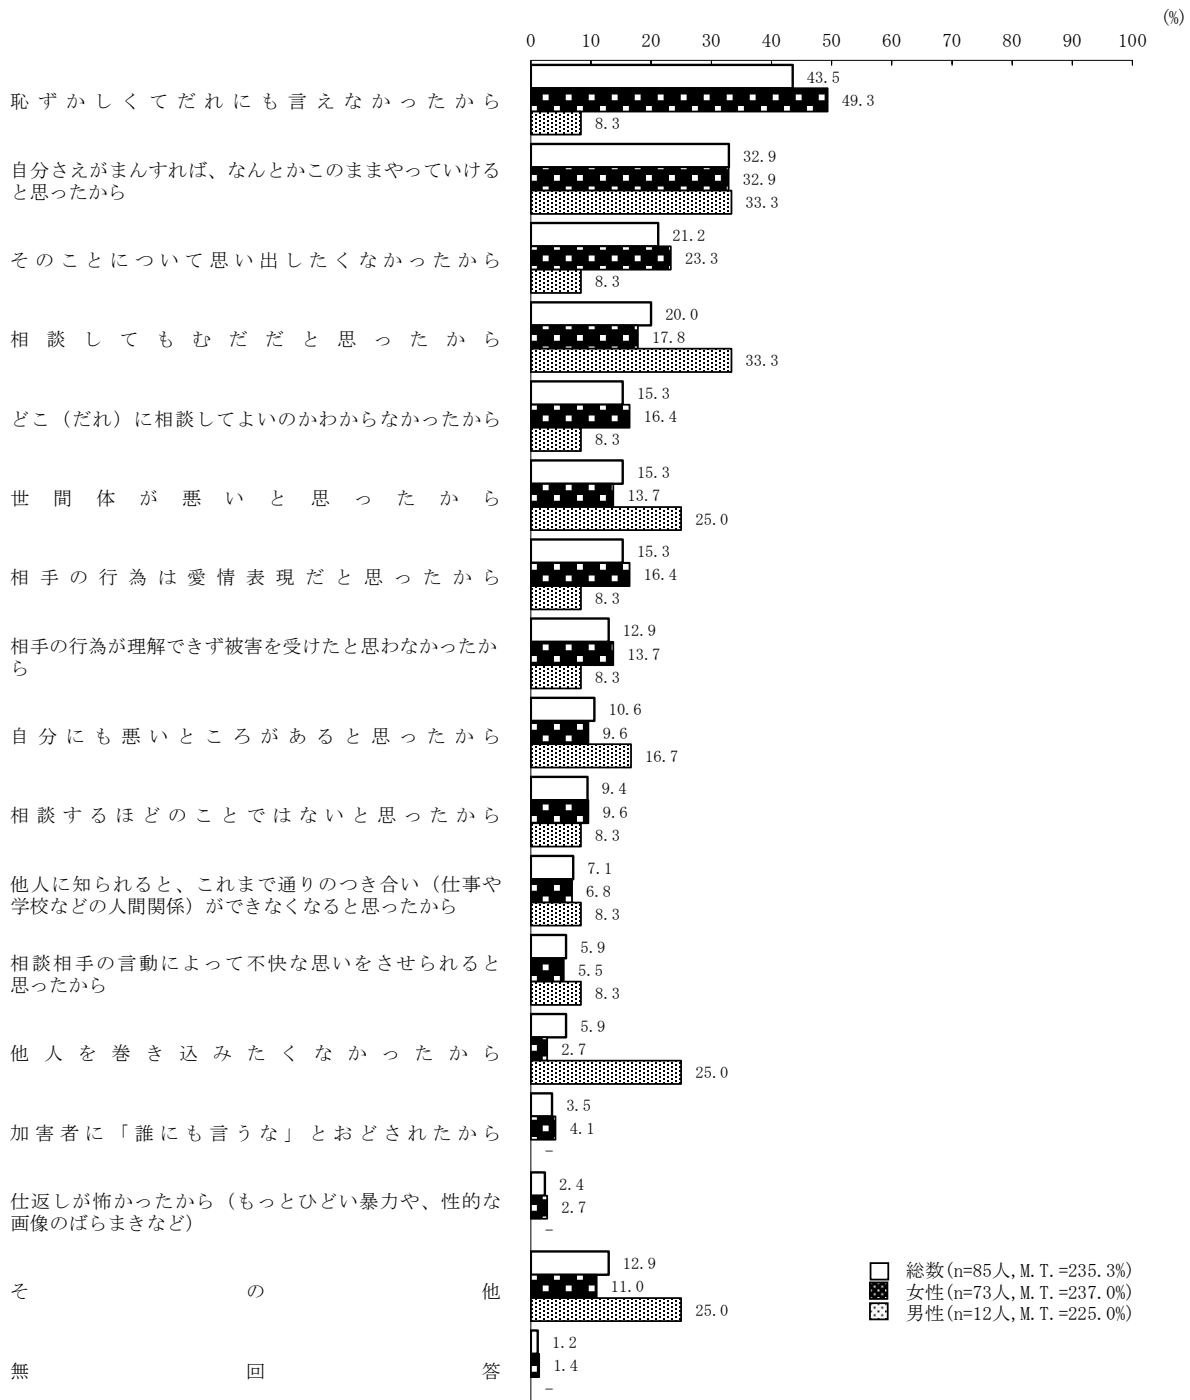 (%)
0 10 20 30 40 50 60 70 80 90 100
恥ずかしくてだれにも言えなかったから
43.5
49.3
8.3
自分さえがまんすれば、なんとかこのままやっていける
と思ったから
32.9
32.9
33.3
そのことについて思い出したくなかったから
21.2
23.3
8.3
相談してもむだだと思ったから
20.0
17.8
33.3
どこ（だれ）に相談してよいのかわからなかったから
15.3
16.4
8.3
世間体が悪いと思ったから
15.3
13.7
25.0
相手の行為は愛情表現だと思ったから
15.3
16.4
8.3
相手の行為が理解できず被害を受けたと思わなかったか
ら
12.9
13.7
8.3
自分にも悪いところがあると思ったから
10.6
9.6
16.7
相談するほどのことではないと思ったから
9.4
9.6
8.3
他人に知られると、これまで通りのつき合い（仕事や
学校などの人間関係）ができなくなると思ったから
7.1
6.8
8.3
相談相手の言動によって不快な思いをさせられると
思ったから
5.9
5.5
8.3
他人を巻き込みたくなかったから
5.9
2.7
25.0
加害者に「誰にも言うな」とおどされたから
3.5
4.1
-
仕返しが怖かったから（もっとひどい暴力や、性的な
画像のばらまきなど）
2.4
2.7
-
その他
12.9
11.0
25.0
無回答
1.2
1.4
-
総数(n=85人,M.T.=235.3%)
女性(n=73人,M.T.=237.0%)
男性(n=12人,M.T.=225.0%)